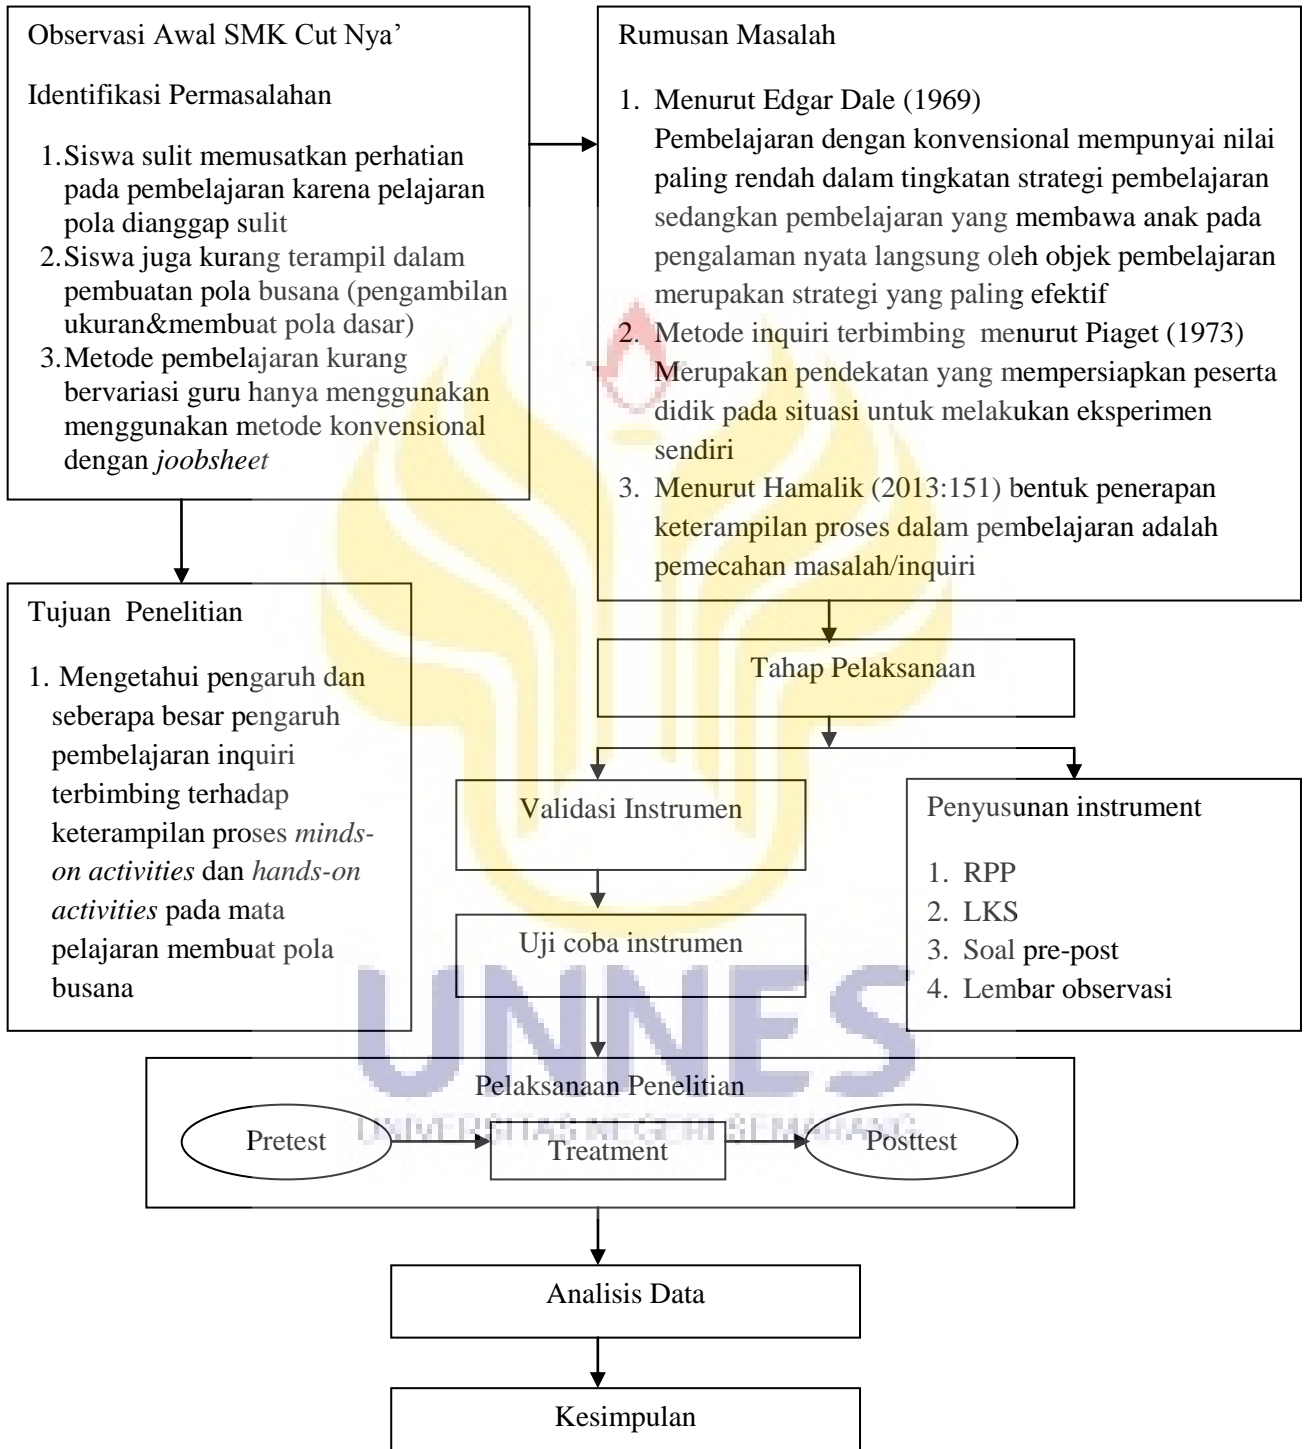 Observasi Awal SMK Cut Nya’
Identifikasi Permasalahan
1.Siswa sulit memusatkan perhatian
pada pembelajaran karena pelajaran
pola dianggap sulit
2.Siswa juga kurang terampil dalam
pembuatan pola busana (pengambilan
ukuran&membuat pola dasar)
3.Metode pembelajaran kurang
bervariasi guru hanya menggunakan
menggunakan metode konvensional
dengan joobsheet
Rumusan Masalah
1. Menurut Edgar Dale (1969)
Pembelajaran dengan konvensional mempunyai nilai
paling rendah dalam tingkatan strategi pembelajaran
sedangkan pembelajaran yang membawa anak pada
pengalaman nyata langsung oleh objek pembelajaran
merupakan strategi yang paling efektif
2. Metode inquiri terbimbing menurut Piaget (1973)
Merupakan pendekatan yang mempersiapkan peserta
didik pada situasi untuk melakukan eksperimen
sendiri
3. Menurut Hamalik (2013:151) bentuk penerapan
keterampilan proses dalam pembelajaran adalah
pemecahan masalah/inquiri
Tujuan Penelitian
1. Mengetahui pengaruh dan
seberapa besar pengaruh
pembelajaran inquiri
terbimbing terhadap
keterampilan proses minds-
on activities dan hands-on
activities pada mata
pelajaran membuat pola
busana
Tahap Pelaksanaan
Validasi Instrumen
Uji coba instrumen
Penyusunan instrument
1. RPP
2. LKS
3. Soal pre-post
4. Lembar observasi
UNNES
UNIVERSITAS NEGERI SEMARANG
Pelaksanaan Penelitian
Pretest
Treatment
Posttest
Analisis Data
Kesimpulan